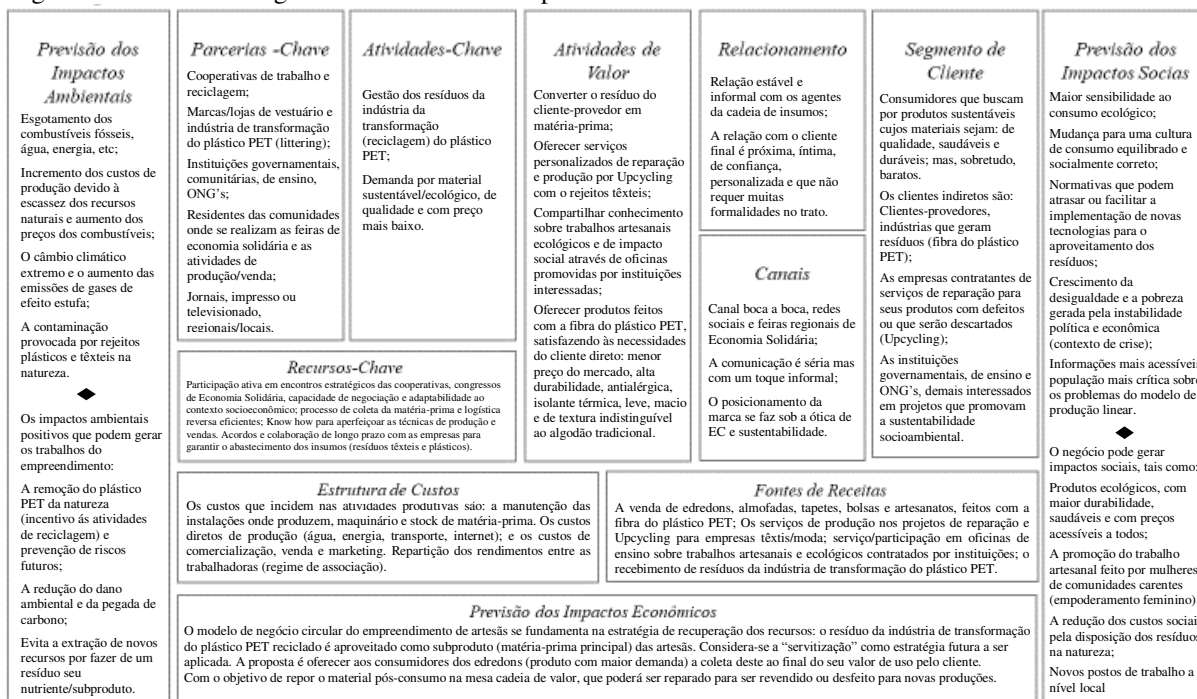 Previsão dos
Impactos
Ambientais
Esgotamento dos
combustíveis fósseis,
água, energia, etc;
Incremento dos custos de
produção devido à
escassez dos recursos
naturais e aumento dos
preços dos combustíveis;
O câmbio climático
extremo e o aumento das
emissões de gases de
efeito estufa;
A contaminação
provocada por rejeitos
plásticos e têxteis na
natureza.
Os impactos ambientais
positivos que podem gerar
os trabalhos do
empreendimento:
A remoção do plástico
PET da natureza
(incentivo ás atividades
de reciclagem) e
prevenção de riscos
futuros;
A redução do dano
ambiental e da pegada de
carbono;
Evita a extração de novos
recursos por fazer de um
resíduo seu
nutriente/subproduto.
Parcerias -Chave
Cooperativas de trabalho e
reciclagem;
Marcas/lojas de vestuário e
indústria de transformação
do plástico PET (littering);
Instituições governamentais,
comunitárias, de ensino,
ONG's;
Residentes das comunidades
onde se realizam as feiras de
economia solidária e as
atividades de
produção/venda;
Jornais, impresso ou
televisionado,
regionais/locais.
Atividades-Chave
Gestão dos resíduos da
indústria da
transformação
(reciclagem) do plástico
PET;
Demanda por material
sustentável/ecológico, de
qualidade e com preço
mais baixo.
Recursos-Chave
Participação ativa em encontros estratégicos das cooperativas, congressos
de Economia Solidária, capacidade de negociação e adaptabilidade ao
contexto socioeconômico; processo de coleta da matéria-prima e logística
reversa eficientes; Know how para aperfeiçoar as técnicas de produção e
vendas. Acordos e colaboração de longo prazo com as empresas para
garantir o abastecimento dos insumos (resíduos têxteis e plásticos).
Atividades de
Valor
Converter o resíduo do
cliente-provedor em
matéria-prima;
Oferecer serviços
personalizados de reparação
e produção por Upcycling
com o rejeitos têxteis;
Compartilhar conhecimento
sobre trabalhos artesanais
ecológicos e de impacto
social através de oficinas
promovidas por instituições
interessadas;
Oferecer produtos feitos
com a fibra do plástico PET,
satisfazendo às necessidades
do cliente direto: menor
preço do mercado, alta
durabilidade, antialérgica,
isolante térmica, leve, macio
e de textura indistinguível
ao algodão tradicional.
Relacionamento
Relação estável e
informal com os agentes
da cadeia de insumos;
A relação com o cliente
final é próxima, íntima,
de confiança,
personalizada e que não
requer muitas
formalidades no trato.
Canais
Canal boca a boca, redes
sociais e feiras regionais de
Economia Solidária;
A comunicação é séria mas
com um toque informal;
O posicionamento da
marca se faz sob a ótica de
EC e sustentabilidade.
Segmento de
Cliente
Consumidores que buscam
por produtos sustentáveis
cujos materiais sejam: de
qualidade, saudáveis e
duráveis; mas, sobretudo,
baratos.
Os clientes indiretos são:
Clientes-provedores,
indústrias que geram
resíduos (fibra do plástico
PET);
As empresas contratantes de
serviços de reparação para
seus produtos com defeitos
ou que serão descartados
(Upcycling);
As instituições
governamentais, de ensino e
ONG's, demais interessados
em projetos que promovam
a sustentabilidade
socioambiental.
Previsão dos
Impactos Socias
Maior sensibilidade ao
consumo ecológico;
Mudança para uma cultura
de consumo equilibrado e
socialmente correto;
Normativas que podem
atrasar ou facilitar a
implementação de novas
tecnologias para o
aproveitamento dos
resíduos;
Crescimento da
desigualdade e a pobreza
gerada pela instabilidade
política e econômica
(contexto de crise);
Informações mais acessíveis
população mais crítica sobre
os problemas do modelo de
produção linear.
O negócio pode gerar
impactos sociais, tais como:
Produtos ecológicos, com
maior durabilidade,
saudáveis e com preços
acessíveis a todos;
A promoção do trabalho
artesanal feito por mulheres
de comunidades carentes
(empoderamento feminino)
A redução dos custos sociais
pela disposição dos resíduos
na natureza;
Novos postos de trabalho a
nível local
Estrutura de Custos
Os custos que incidem nas atividades produtivas são: a manutenção das
instalações onde produzem, maquinário e stock de matéria-prima. Os custos
diretos de produção (água, energia, transporte, internet); e os custos de
comercialização, venda e marketing. Repartição dos rendimentos entre as
trabalhadoras (regime de associação).
Fontes de Receitas
A venda de edredons, almofadas, tapetes, bolsas e artesanatos, feitos com a
fibra do plástico PET; Os serviços de produção nos projetos de reparação e
Upcycling para empresas têxtis/moda; serviço/participação em oficinas de
ensino sobre trabalhos artesanais e ecológicos contratados por instituições; o
recebimento de resíduos da indústria de transformação do plástico PET.
Previsão dos Impactos Econômicos
O modelo de negócio circular do empreendimento de artesãs se fundamenta na estratégia de recuperação dos recursos: o resíduo da indústria de transformação
do plástico PET reciclado é aproveitado como subproduto (matéria-prima principal) das artesãs. Considera-se a “servitização” como estratégia futura a ser
aplicada. A proposta é oferecer aos consumidores dos edredons (produto com maior demanda) a coleta deste ao final do seu valor de uso pelo cliente.
Com o objetivo de repor o material pós-consumo na mesa cadeia de valor, que poderá ser reparado para ser revendido ou desfeito para novas produções.